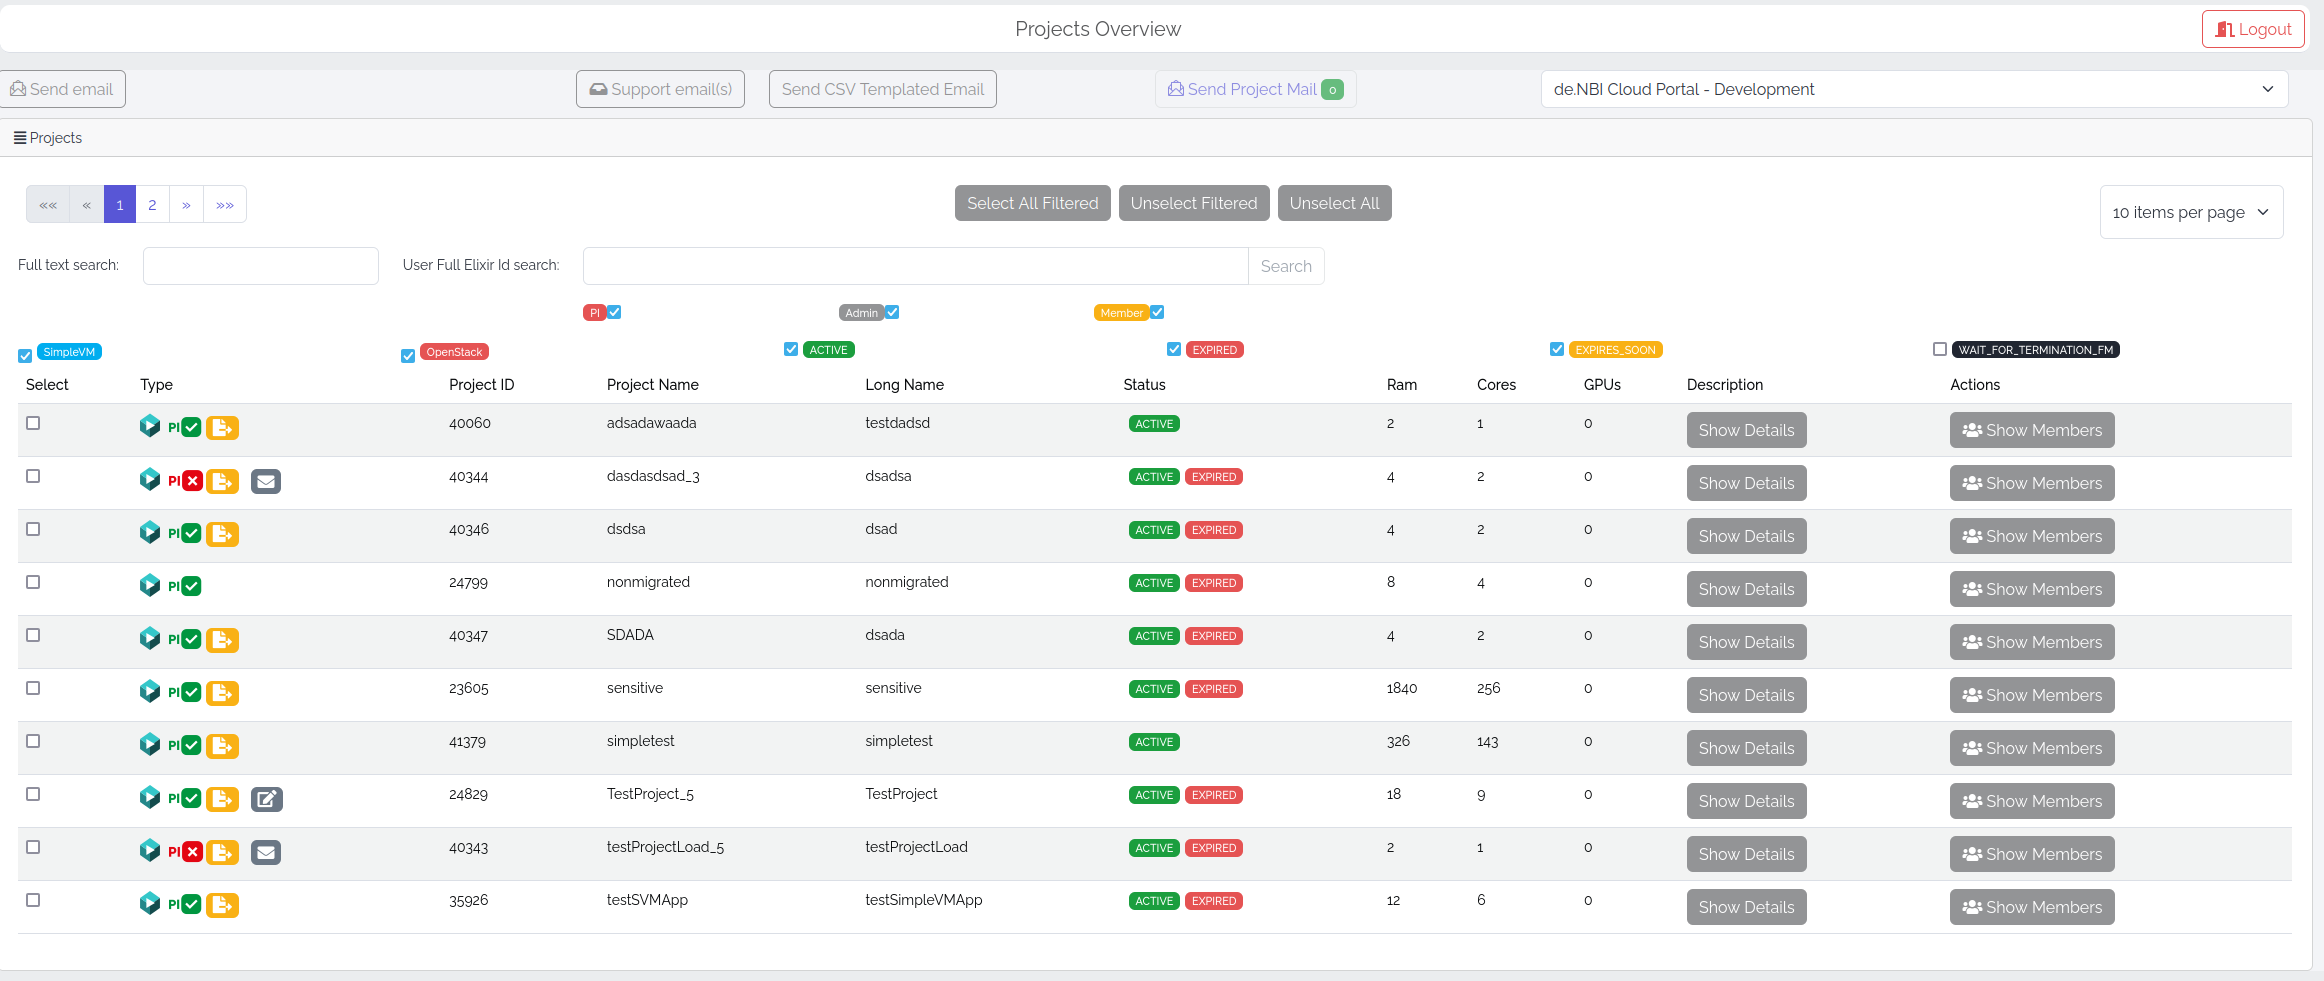 Projects Overview
Logout
Send email
Support email(s)
Send CSV Templated Email
Send Project Mail 0
de.NBI Cloud Portal - Development
Projects
«« « 1 2 » »»
Select All Filtered
Unselect Filtered
Unselect All
10 items per page
Full text search:
User Full Elixir Id search:
Search
PI
Admin
Member
SimpleVM
OpenStack
ACTIVE
EXPIRED
EXPIRES_SOON
WAIT_FOR_TERMINATION_FM
Select Type Project ID Project Name Long Name Status Ram Cores GPUs Description Actions
PI 40060 adsadawaada testdadsd ACTIVE 2 1 0 Show Details Show Members
PI 40344 dasdasdsad_3 dsadsa ACTIVE EXPIRED 4 2 0 Show Details Show Members
PI 40346 dsdsa dsad ACTIVE EXPIRED 4 2 0 Show Details Show Members
PI 24799 nonmigrated nonmigrated ACTIVE EXPIRED 8 4 0 Show Details Show Members
PI 40347 SDADA dsada ACTIVE EXPIRED 4 2 0 Show Details Show Members
PI 23605 sensitive sensitive ACTIVE EXPIRED 1840 256 0 Show Details Show Members
PI 41379 simpletest simpletest ACTIVE 326 143 0 Show Details Show Members
PI 24829 TestProject_5 TestProject ACTIVE EXPIRED 18 9 0 Show Details Show Members
PI 40343 testProjectLoad_5 testProjectLoad ACTIVE EXPIRED 2 1 0 Show Details Show Members
PI 35926 testSVMApp testSimpleVMApp ACTIVE EXPIRED 12 6 0 Show Details Show Members